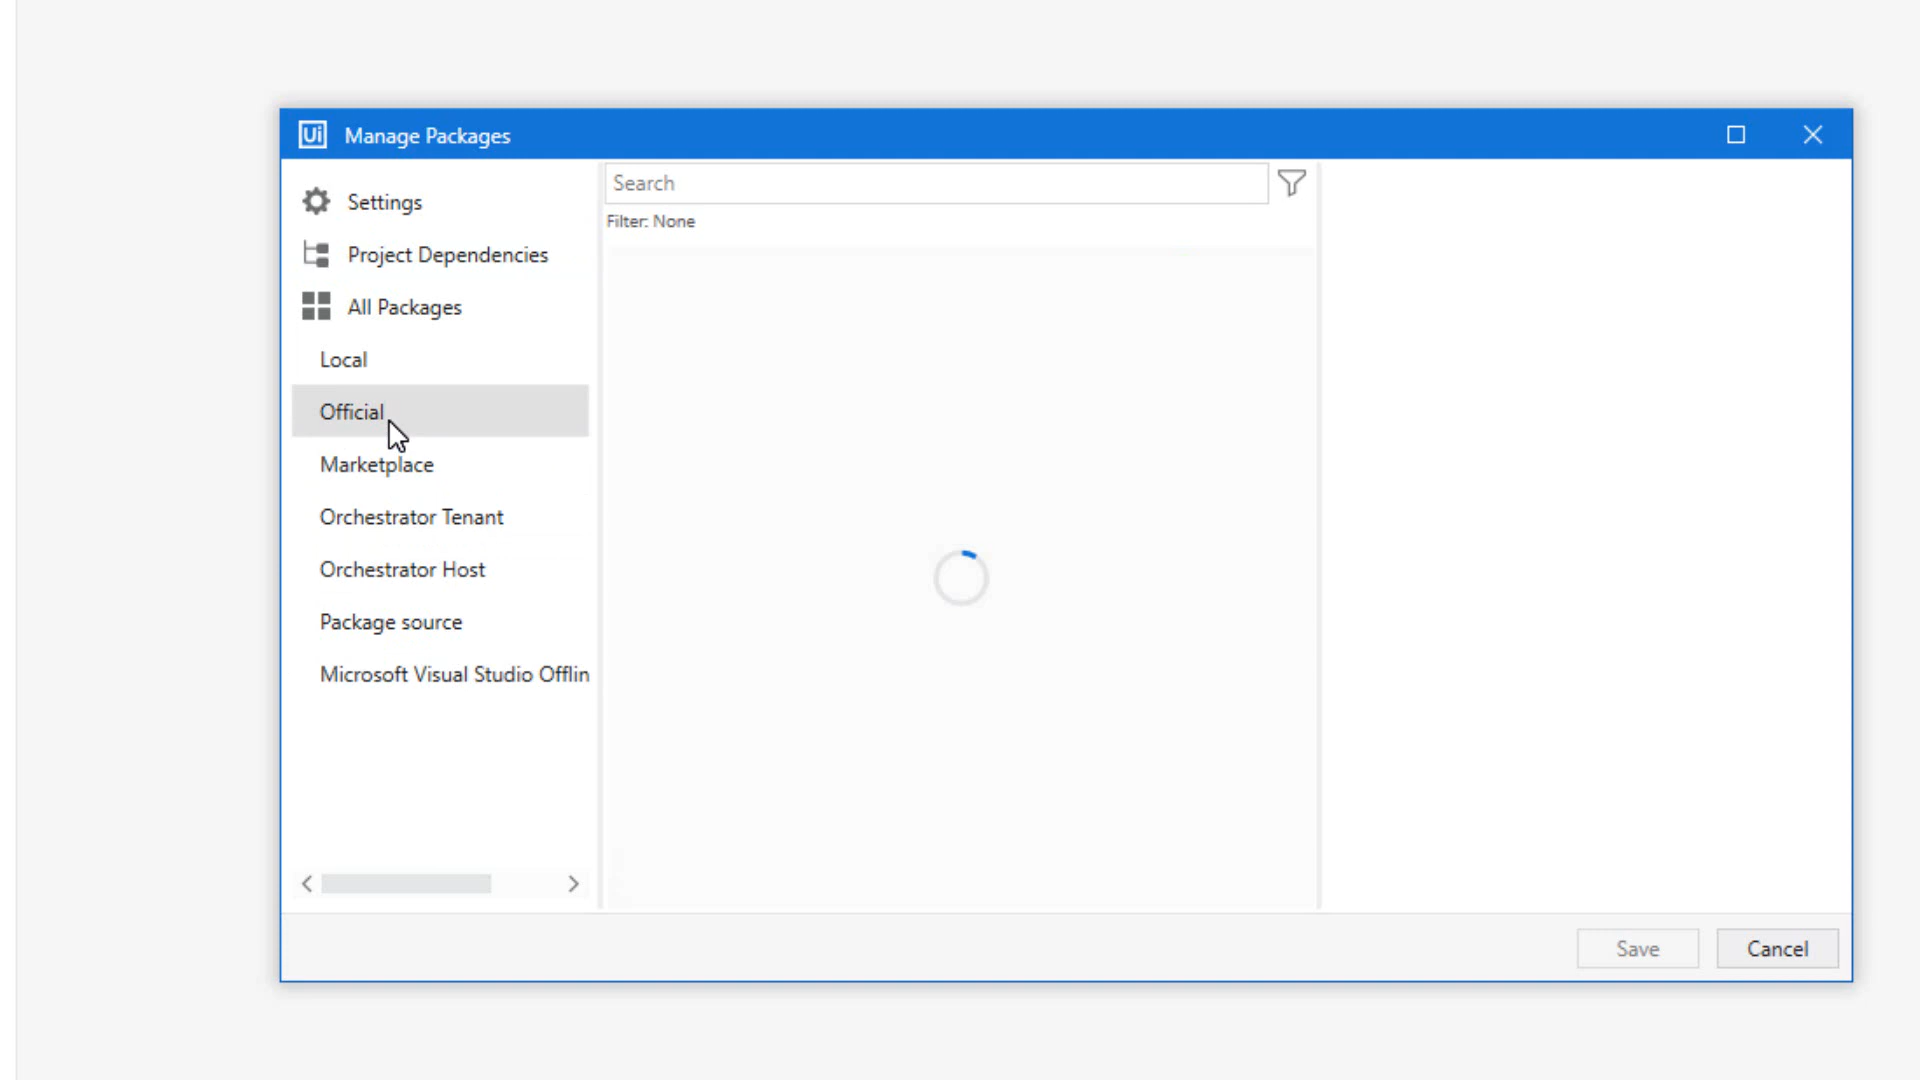 Ui Manage Packages
Settings
Project Dependencies
All Packages
Local
Official
Marketplace
Orchestrator Tenant
Orchestrator Host
Package source
Microsoft Visual Studio Offlin
Search
Filter: None
Save
Cancel